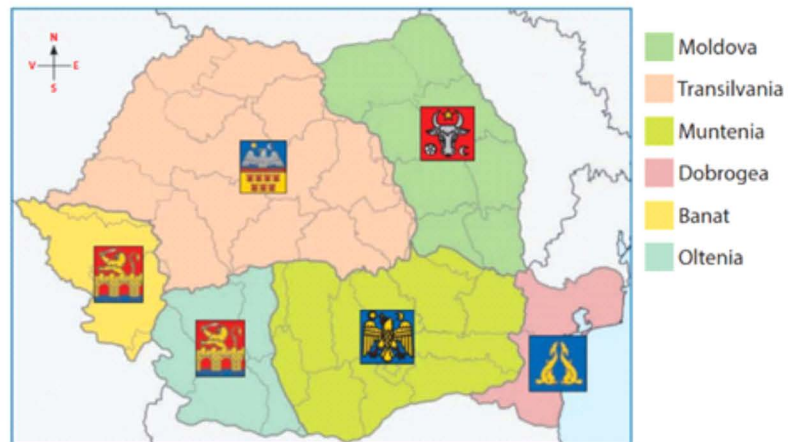 N
V E
S
Moldova
Transilvania
Muntenia
Dobrogea
Banat
Oltenia